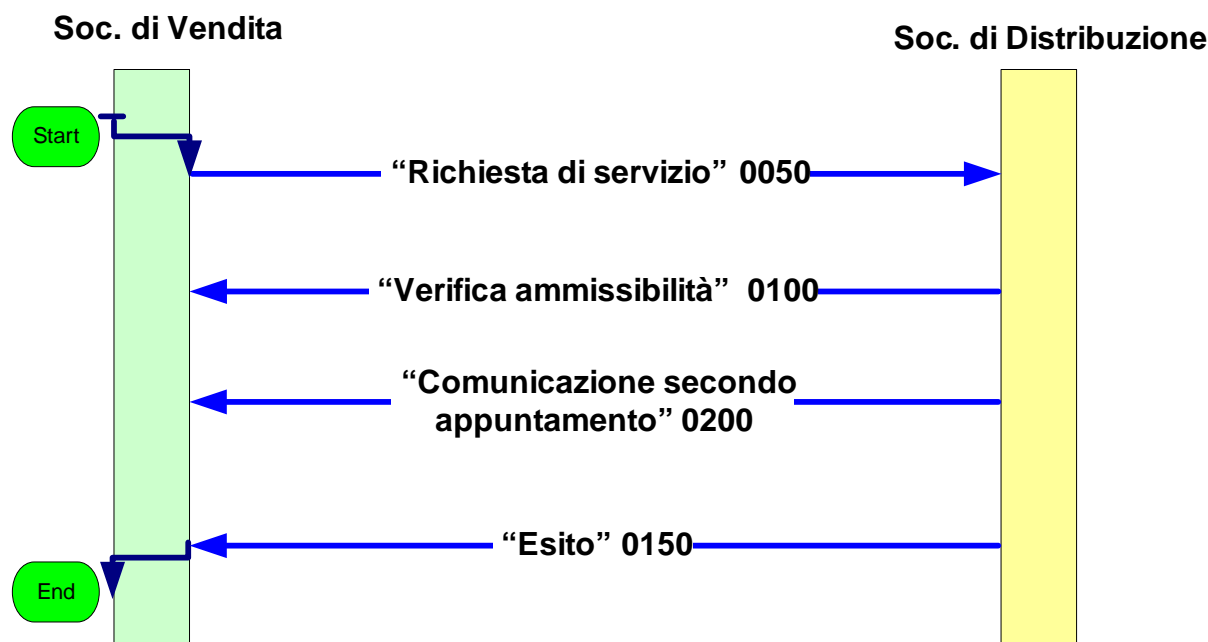 Soc. di Vendita
Soc. di Distribuzione
Start
“Richiesta di servizio” 0050
“Verifica ammissibilità” 0100
“Comunicazione secondo
appuntamento” 0200
“Esito” 0150
End